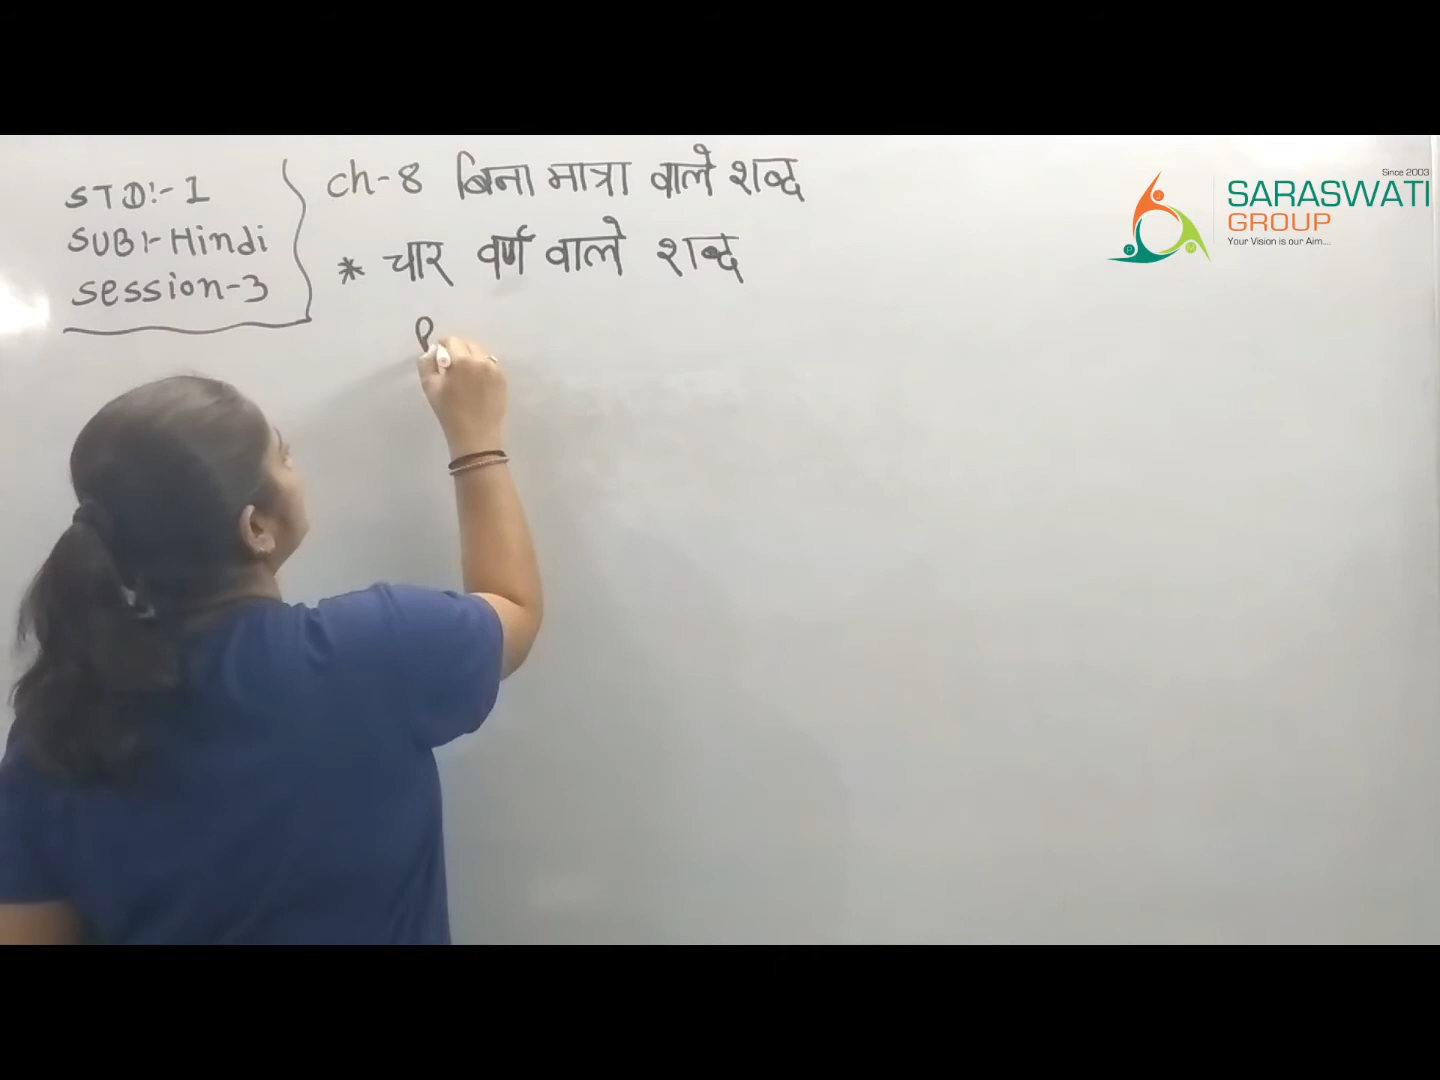 STD:- 1
SUB:- Hindi
Session-3
ch-8 बिना मात्रा वाले शब्द
* चार वर्ण वाले शब्द
Since 2003
SARASWATI
GROUP
Your Vision is our Aim....